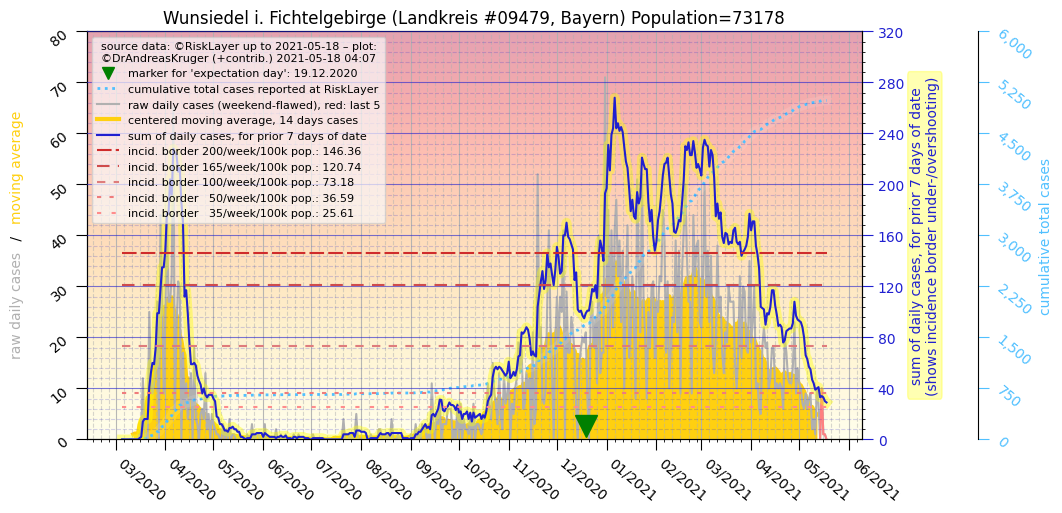 Wunsiedel i. Fichtelgebirge (Landkreis #09479, Bayern) Population=73178
source data: ©RiskLayer up to 2021-05-18 – plot:
©DrAndreasKruger (+contrib.) 2021-05-18 04:07
marker for 'expectation day': 19.12.2020
cumulative total cases reported at RiskLayer
raw daily cases (weekend-flawed), red: last 5
centered moving average, 14 days cases
sum of daily cases, for prior 7 days of date
incid. border 200/week/100k pop.: 146.36
incid. border 165/week/100k pop.: 120.74
incid. border 100/week/100k pop.: 73.18
incid. border 50/week/100k pop.: 36.59
incid. border 35/week/100k pop.: 25.61
raw daily cases / moving average
80
70
60
50
40
30
20
10
0
03/2020
04/2020
05/2020
06/2020
07/2020
08/2020
09/2020
10/2020
11/2020
12/2020
01/2021
02/2021
03/2021
04/2021
05/2021
06/2021
320
280
240
200
160
120
80
40
0
sum of daily cases, for prior 7 days of date
(shows incidence border under-/overshooting)
6,000
5,250
4,500
3,750
3,000
2,250
1,500
750
0
cumulative total cases